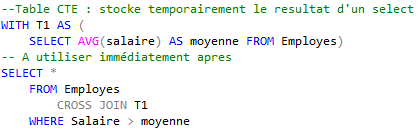 --Table CTE : stocke temporairement le resultat d'un select
WITH T1 AS (
SELECT AVG(salaire) AS moyenne FROM Employes)
-- A utiliser immédiatement apres
SELECT *
FROM Employes
CROSS JOIN T1
WHERE Salaire > moyenne